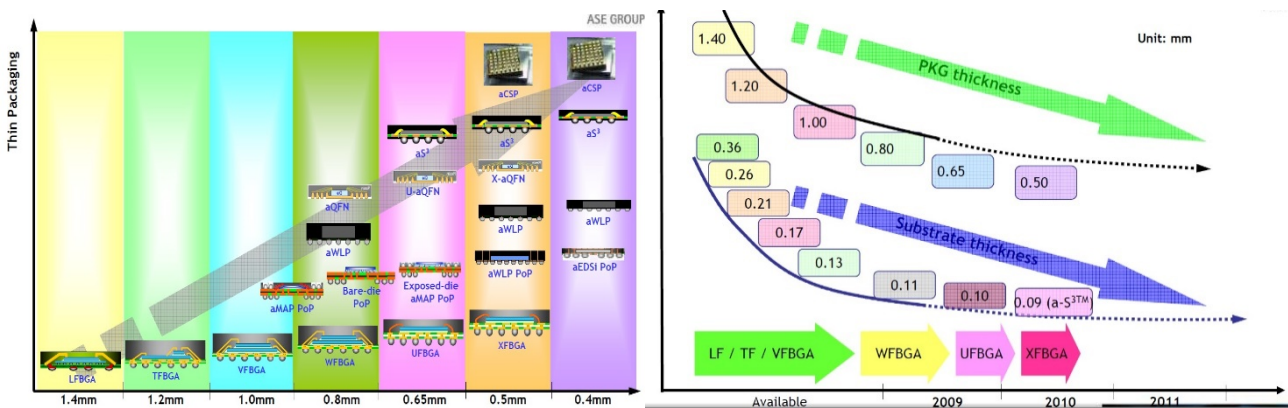 ASE GROUP
Thin Packaging
aCSP
aCSP
aS³
aS³
aS³
X-aQFN
U-aQFN
aQFN
aWLP
aWLP
aWLP
aWLP PoP
aEDSI PoP
Bare-die
PoP
Exposed-die
aMAP PoP
aMAP PoP
LFBGA
TFBGA
VFBGA
WFBGA
UFBGA
XFBGA
1.4mm
1.2mm
1.0mm
0.8mm
0.65mm
0.5mm
0.4mm
Unit: mm
PKG thickness
1.40
1.20
1.00
0.80
0.65
0.50
0.36
0.26
0.21
0.17
0.13
0.11
0.10
0.09 (a-S³ᵀᴹ)
Substrate thickness
LF / TF / VFBGA
WFBGA
UFBGA
XFBGA
Available
2009
2010
2011